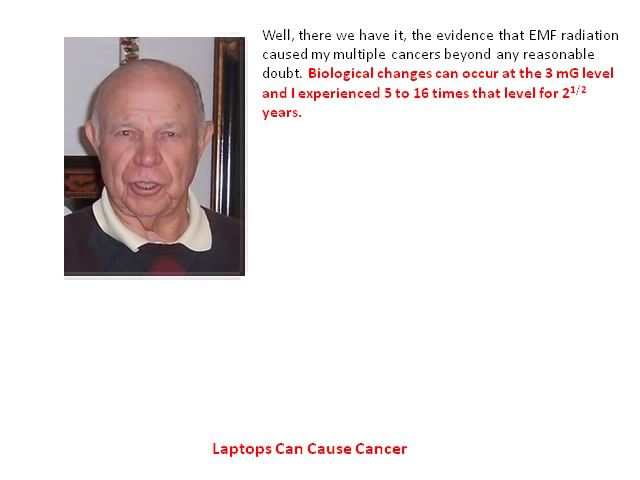 Well, there we have it, the evidence that EMF radiation
caused my multiple cancers beyond any reasonable
doubt. Biological changes can occur at the 3 mG level
and I experienced 5 to 16 times that level for 2^1/2
years.
Laptops Can Cause Cancer